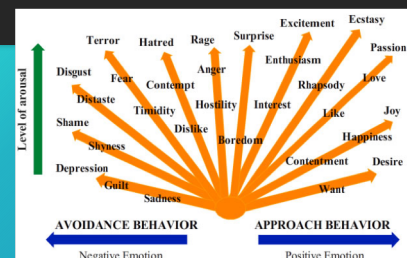 Level of arousal
Terror
Hatred
Rage
Surprise
Excitement
Ecstasy
Passion
Disgust
Fear
Contempt
Anger
Enthusiasm
Love
Distaste
Timidity
Hostility
Interest
Rhapsody
Like
Joy
Shame
Shyness
Dislike
Boredom
Happiness
Depression
Guilt
Sadness
Contentment
Want
Desire
AVOIDANCE BEHAVIOR
APPROACH BEHAVIOR
Negative Emotion
Positive Emotion